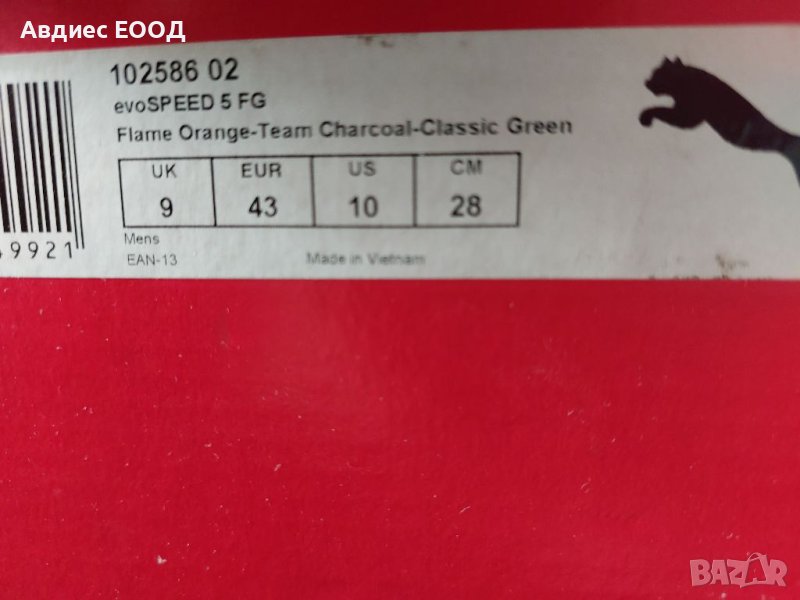 Авдиес ЕООД
102586 02
evoSPEED 5 FG
Flame Orange-Team Charcoal-Classic Green
UK EUR US CM
9 43 10 28
9921
Mens
EAN-13 Made in Vietnam
BAZAR